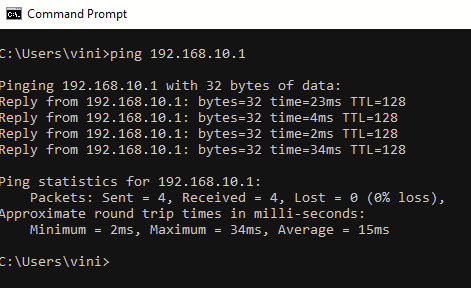 Command Prompt
C:\Users\vini>ping 192.168.10.1
Pinging 192.168.10.1 with 32 bytes of data:
Reply from 192.168.10.1: bytes=32 time=23ms TTL=128
Reply from 192.168.10.1: bytes=32 time=4ms TTL=128
Reply from 192.168.10.1: bytes=32 time=2ms TTL=128
Reply from 192.168.10.1: bytes=32 time=34ms TTL=128
Ping statistics for 192.168.10.1:
    Packets: Sent = 4, Received = 4, Lost = 0 (0% loss),
Approximate round trip times in milli-seconds:
    Minimum = 2ms, Maximum = 34ms, Average = 15ms
C:\Users\vini>